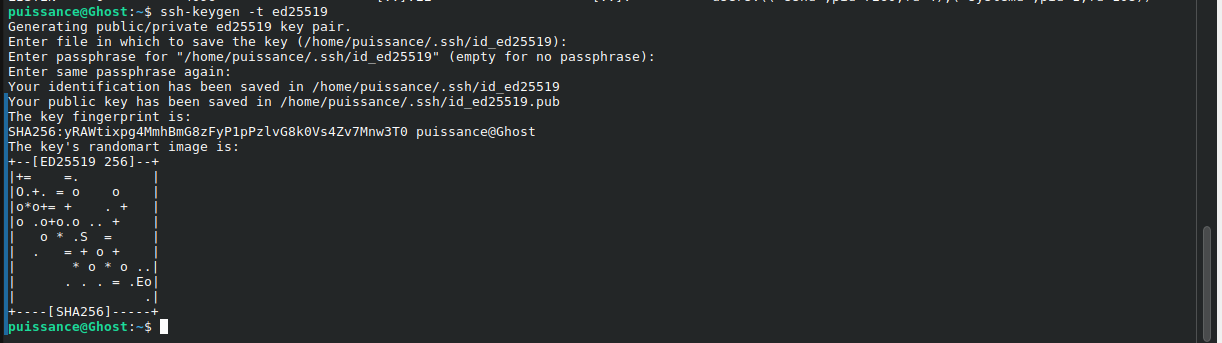 puissance@Ghost:~$ ssh-keygen -t ed25519
Generating public/private ed25519 key pair.
Enter file in which to save the key (/home/puissance/.ssh/id_ed25519):
Enter passphrase for "/home/puissance/.ssh/id_ed25519" (empty for no passphrase):
Enter same passphrase again:
Your identification has been saved in /home/puissance/.ssh/id_ed25519
Your public key has been saved in /home/puissance/.ssh/id_ed25519.pub
The key fingerprint is:
SHA256:yRAWtixpg4MmhBmG8zFyP1pPzlvG8k0Vs4Zv7Mnw3T0 puissance@Ghost
The key's randomart image is:
+--[ED25519 256]--+
|+=    =.         |
|O.+. = o    o    |
|o*o+= +    . +   |
|o .o+o.o .. +    |
|   o * .S  =     |
|  .   = + o +    |
|       * o * o ..|
|      . . . = .Eo|
|                .|
+----[SHA256]-----+
puissance@Ghost:~$